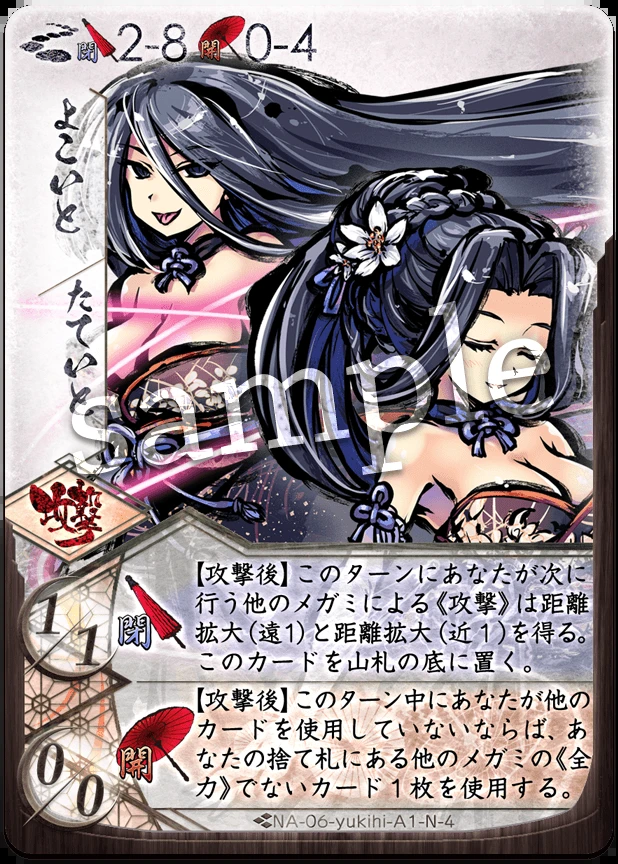 閉 2-8 開 0-4
よこいと
たていと
sample
攻撃
1/1
閉
【攻撃後】このターンにあなたが次に
行う他のメガミによる《攻撃》は距離
拡大(遠1)と距離拡大(近1)を得る。
このカードを山札の底に置く。
0/0
開
【攻撃後】このターン中にあなたが他の
カードを使用していないならば、あ
なたの捨て札にある他のメガミの《全
力》でないカード1枚を使用する。
NA-06-yukihi-A1-N-4